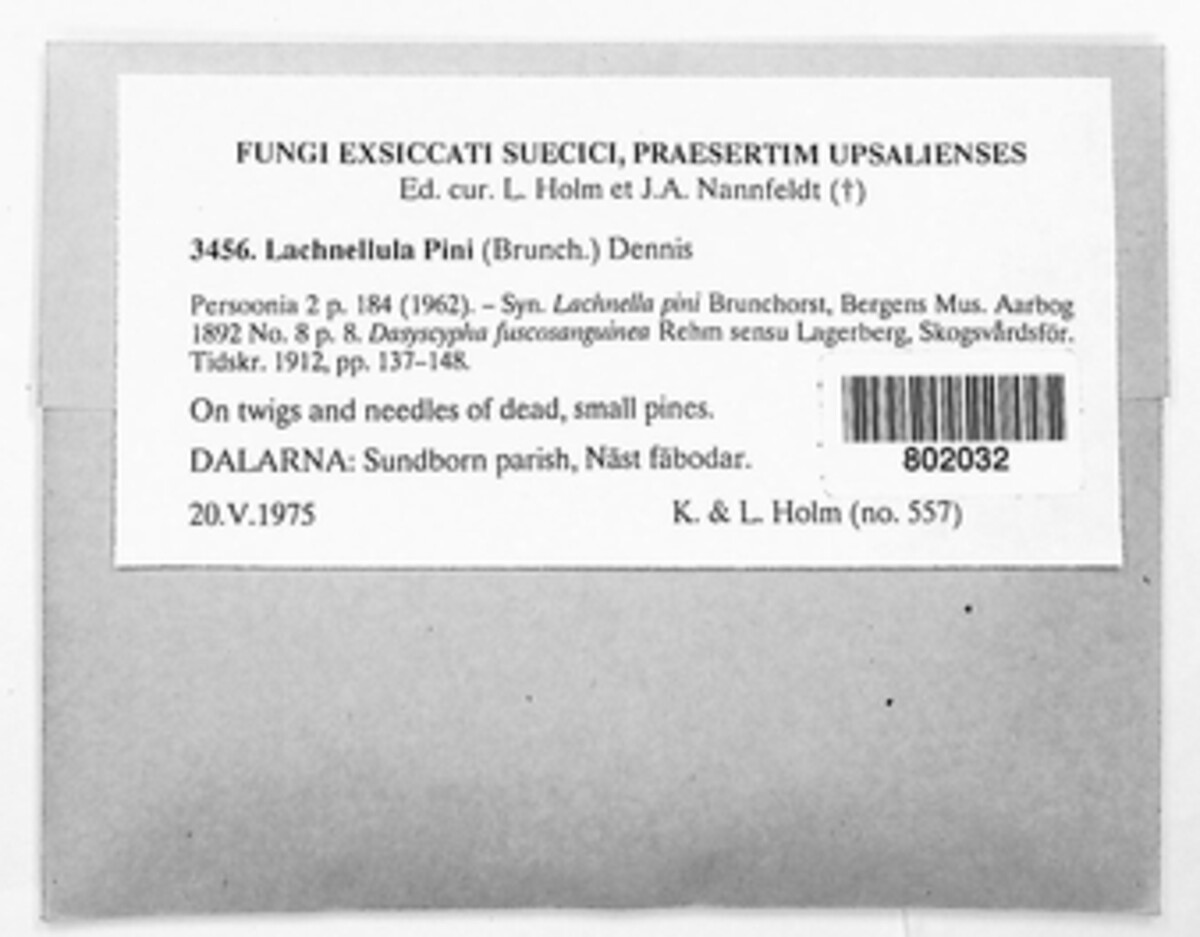 FUNGI EXSICCATI SUECICI, PRAESERTIM UPSALIENSES
Ed. cur. L. Holm et J.A. Nannfeldt (†)
3456. Lachnellula Pini (Brunch.) Dennis
Persoonia 2 p. 184 (1962). – Syn. Lachnella pini Brunchorst, Bergens Mus. Aarbog
1892 No. 8 p. 8. Dasyscypha fuscosanguinea Rehm sensu Lagerberg, Skogsvårdsför.
Tidskr. 1912, pp. 137–148.
On twigs and needles of dead, small pines.
DALARNA: Sundborn parish, Näst fäbodar.
802032
20.V.1975 K. & L. Holm (no. 557)